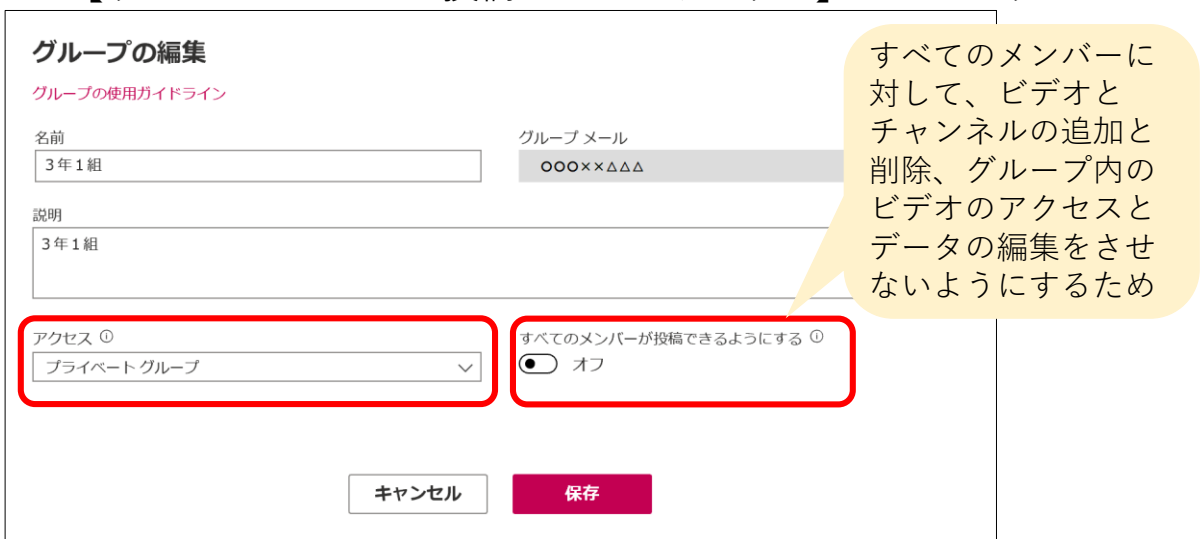 グループの編集
グループの使用ガイドライン
名前
3年1組
グループ メール
○○○××△△△
説明
3年1組
アクセス
プライベート グループ
すべてのメンバーが投稿できるようにする
オフ
キャンセル
保存
すべてのメンバーに
対して、ビデオと
チャンネルの追加と
削除、グループ内の
ビデオのアクセスと
データの編集をさせ
ないようにするため